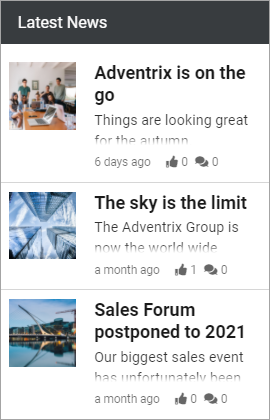 Latest News
Adventrix is on the
go
Things are looking great
for the autumn
6 days ago 0 0
The sky is the limit
The Adventrix Group is
now the world wide
a month ago 1 0
Sales Forum
postponed to 2021
Our biggest sales event
has unfortunately been
a month ago 0 0